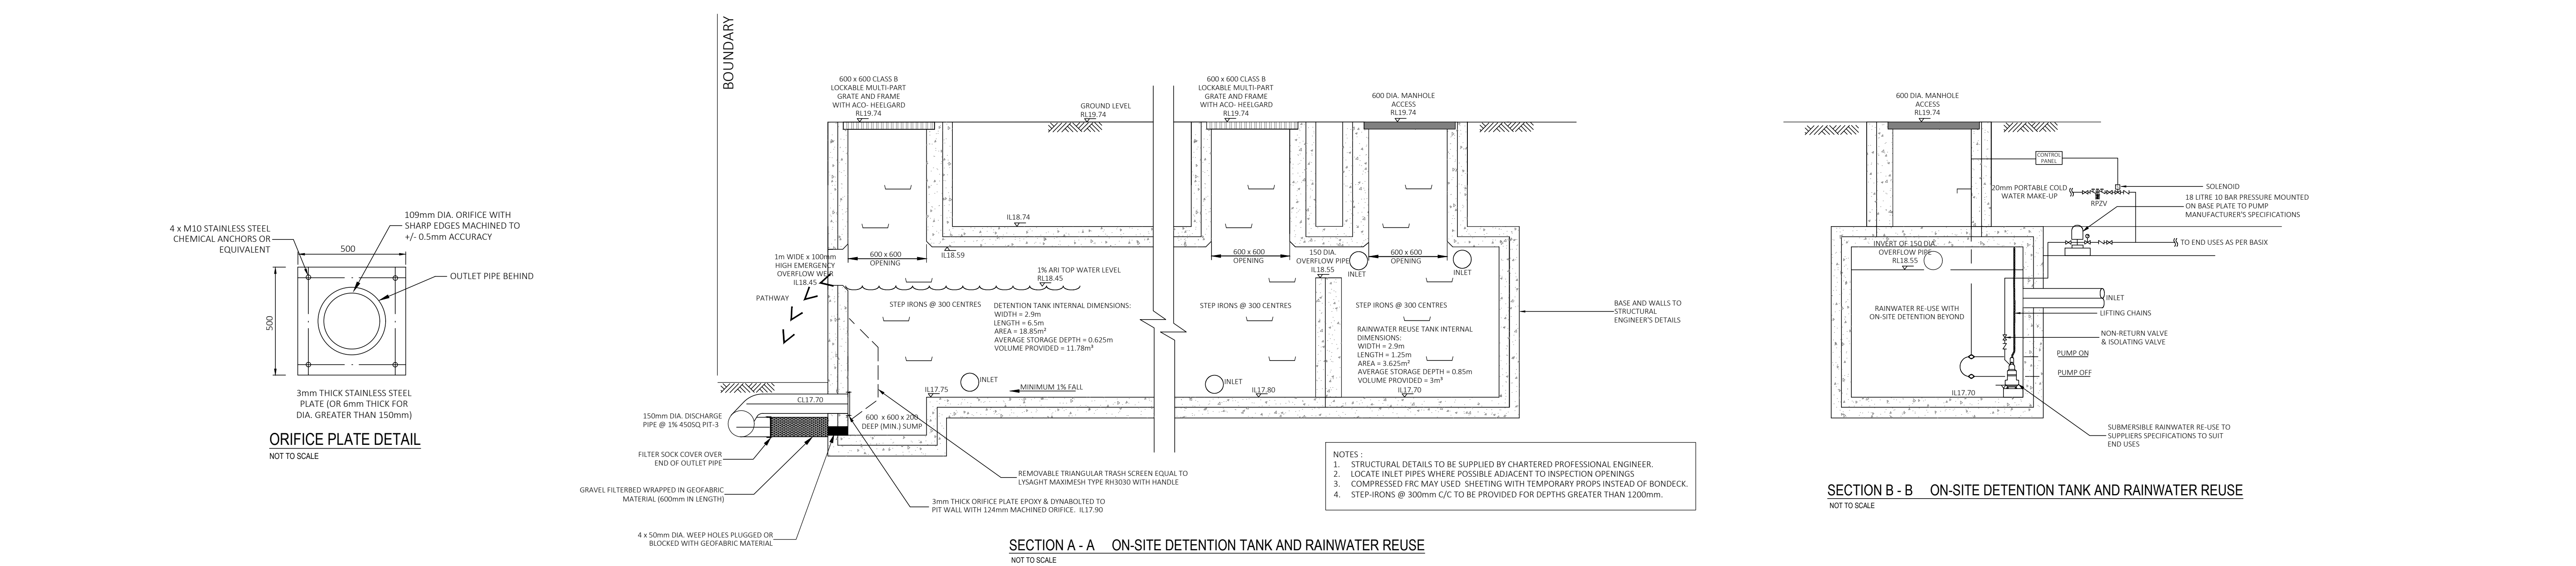 109mm DIA. ORIFICE WITH
SHARP EDGES MACHINED TO
+/- 0.5mm ACCURACY
4 x M10 STAINLESS STEEL
CHEMICAL ANCHORS OR
EQUIVALENT
500
OUTLET PIPE BEHIND
500
3mm THICK STAINLESS STEEL
PLATE (OR 6mm THICK FOR
DIA. GREATER THAN 150mm)
ORIFICE PLATE DETAIL
NOT TO SCALE
BOUNDARY
600 x 600 CLASS B
LOCKABLE MULTI-PART
GRATE AND FRAME
WITH ACO- HEELGARD
RL19.74
GROUND LEVEL
RL19.74
600 x 600 CLASS B
LOCKABLE MULTI-PART
GRATE AND FRAME
WITH ACO- HEELGARD
RL19.74
600 DIA. MANHOLE
ACCESS
RL19.74
IL18.74
600 x 600
OPENING
IL18.59
1m WIDE x 100mm
HIGH EMERGENCY
OVERFLOW WEIR
IL18.45
PATHWAY
1% ARI TOP WATER LEVEL
RL18.45
600 x 600
OPENING
150 DIA.
OVERFLOW PIPE
IL18.55
INLET
600 x 600
OPENING
INLET
STEP IRONS @ 300 CENTRES
DETENTION TANK INTERNAL DIMENSIONS:
WIDTH = 2.9m
LENGTH = 6.5m
AREA = 18.85m²
AVERAGE STORAGE DEPTH = 0.625m
VOLUME PROVIDED = 11.78m³
STEP IRONS @ 300 CENTRES
STEP IRONS @ 300 CENTRES
RAINWATER REUSE TANK INTERNAL
DIMENSIONS:
WIDTH = 2.9m
LENGTH = 1.25m
AREA = 3.625m²
AVERAGE STORAGE DEPTH = 0.85m
VOLUME PROVIDED = 3m³
IL17.70
BASE AND WALLS TO
STRUCTURAL
ENGINEER'S DETAILS
INLET
MINIMUM 1% FALL
INLET
IL17.75
IL17.80
CL17.70
150mm DIA. DISCHARGE
PIPE @ 1% 450SQ PIT-3
600 x 600 x 200
DEEP (MIN.) SUMP
FILTER SOCK COVER OVER
END OF OUTLET PIPE
GRAVEL FILTERBED WRAPPED IN GEOFABRIC
MATERIAL (600mm IN LENGTH)
4 x 50mm DIA. WEEP HOLES PLUGGED OR
BLOCKED WITH GEOFABRIC MATERIAL
REMOVABLE TRIANGULAR TRASH SCREEN EQUAL TO
LYSAGHT MAXIMESH TYPE RH3030 WITH HANDLE
3mm THICK ORIFICE PLATE EPOXY & DYNABOLTED TO
PIT WALL WITH 124mm MACHINED ORIFICE. IL17.90
NOTES :
1. STRUCTURAL DETAILS TO BE SUPPLIED BY CHARTERED PROFESSIONAL ENGINEER.
2. LOCATE INLET PIPES WHERE POSSIBLE ADJACENT TO INSPECTION OPENINGS
3. COMPRESSED FRC MAY USED SHEETING WITH TEMPORARY PROPS INSTEAD OF BONDECK.
4. STEP-IRONS @ 300mm C/C TO BE PROVIDED FOR DEPTHS GREATER THAN 1200mm.
SECTION A - A ON-SITE DETENTION TANK AND RAINWATER REUSE
NOT TO SCALE
600 DIA. MANHOLE
ACCESS
RL19.74
CONTROL
PANEL
20mm PORTABLE COLD
WATER MAKE-UP
RPZV
SOLENOID
18 LITRE 10 BAR PRESSURE MOUNTED
ON BASE PLATE TO PUMP
MANUFACTURER'S SPECIFICATIONS
TO END USES AS PER BASIX
INVERT OF 150 DIA.
OVERFLOW PIPE
RL18.55
RAINWATER RE-USE WITH
ON-SITE DETENTION BEYOND
INLET
LIFTING CHAINS
NON-RETURN VALVE
& ISOLATING VALVE
PUMP ON
PUMP OFF
IL17.70
SUBMERSIBLE RAINWATER RE-USE TO
SUPPLIERS SPECIFICATIONS TO SUIT
END USES
SECTION B - B ON-SITE DETENTION TANK AND RAINWATER REUSE
NOT TO SCALE